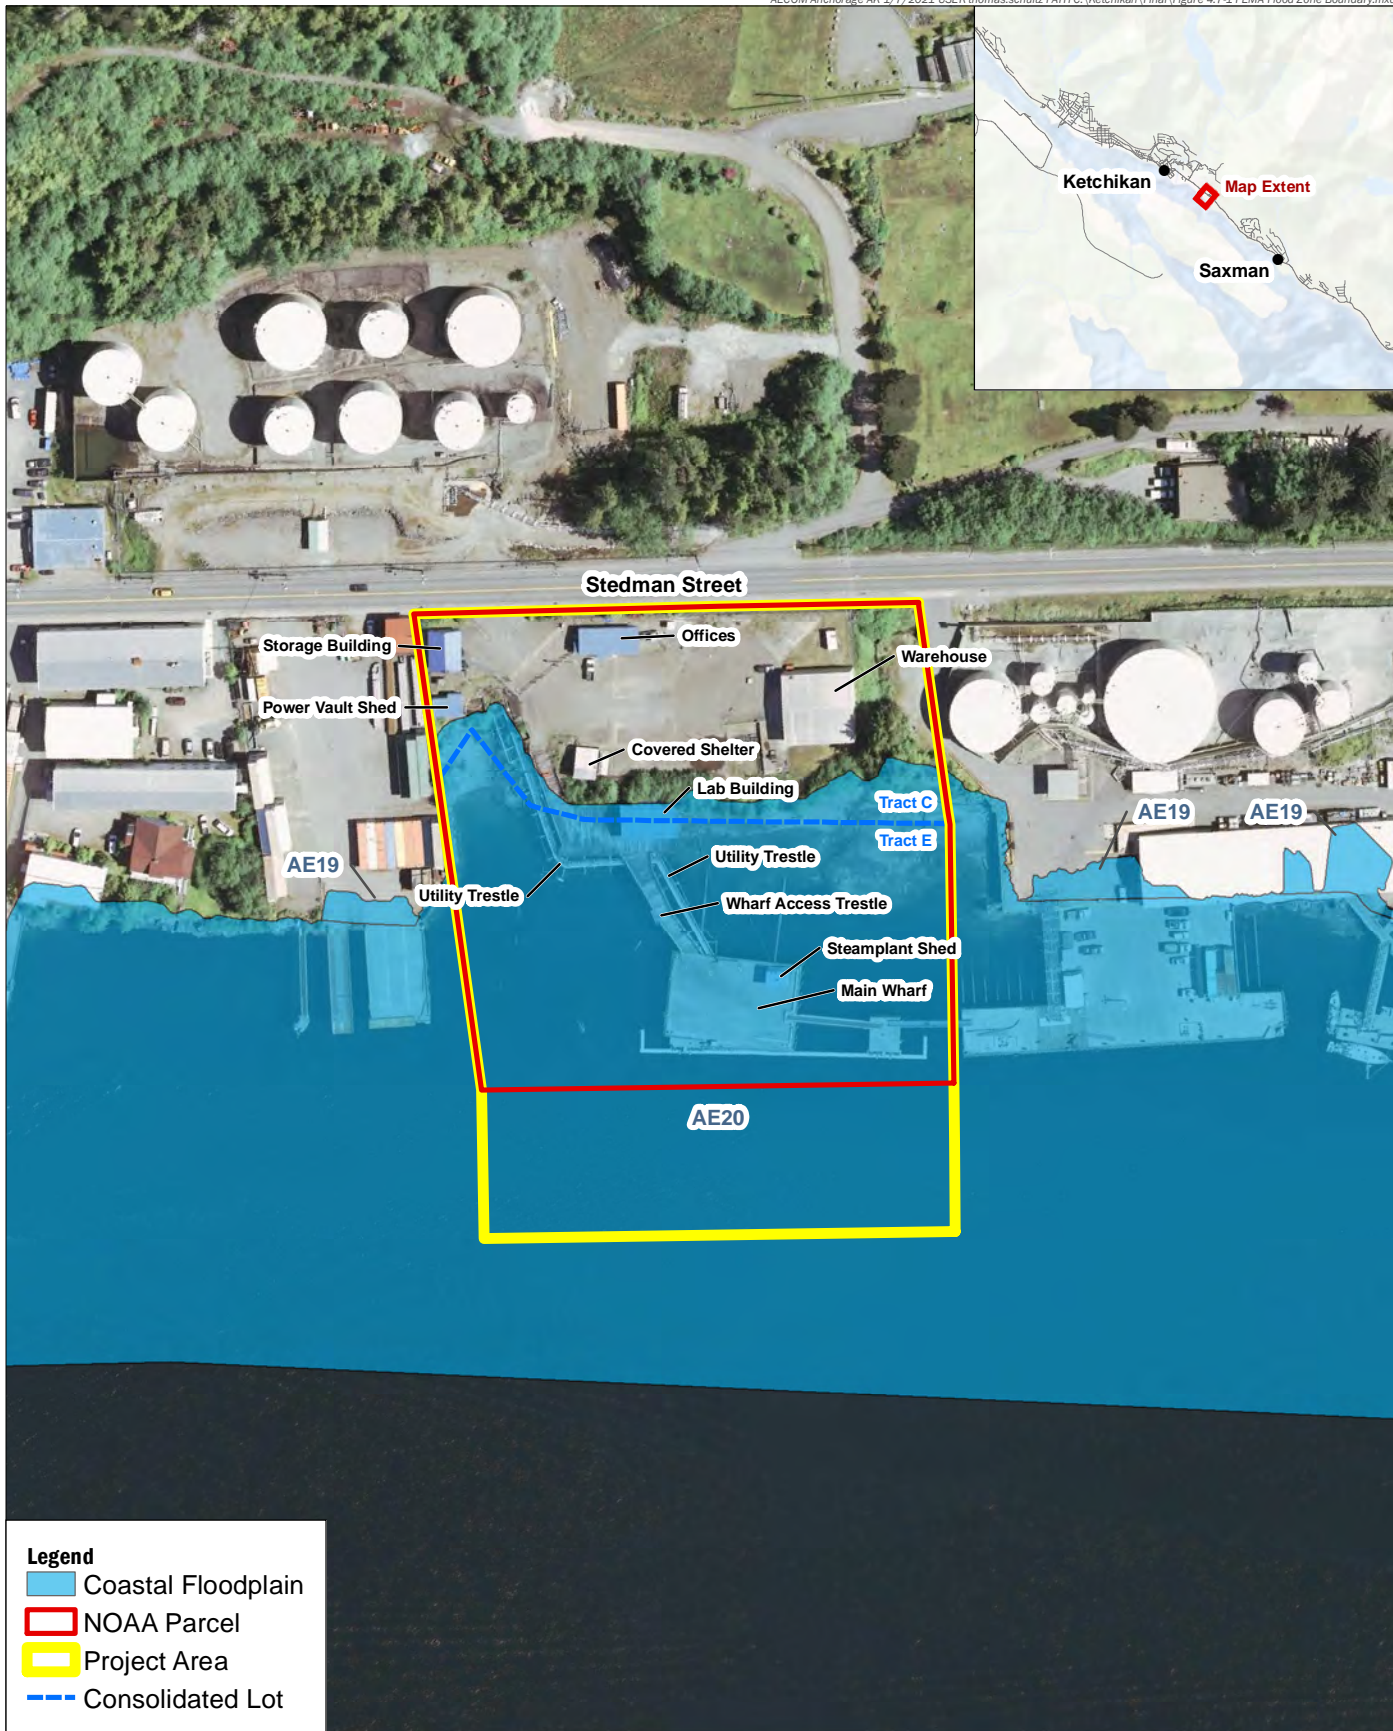 Ketchikan
Map Extent
Saxman
Stedman Street
Storage Building
Offices
Warehouse
Power Vault Shed
Covered Shelter
Lab Building
Tract C
AE19
AE19
Tract E
Utility Trestle
AE19
Utility Trestle
Wharf Access Trestle
Steamplant Shed
Main Wharf
AE20
Legend
Coastal Floodplain
NOAA Parcel
Project Area
Consolidated Lot